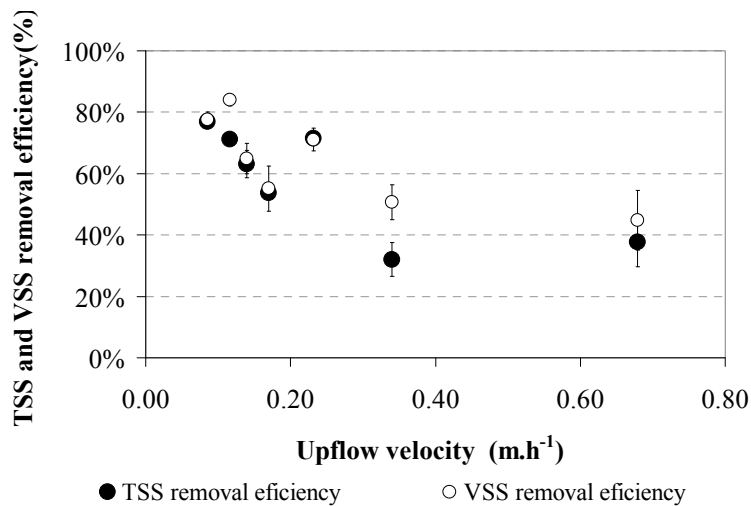 TSS and VSS removal efficiency(%)
100%
80%
60%
40%
20%
0%
0.00 0.20 0.40 0.60 0.80
Upflow velocity (m.h-1)
TSS removal eficiency VSS removal eficiency